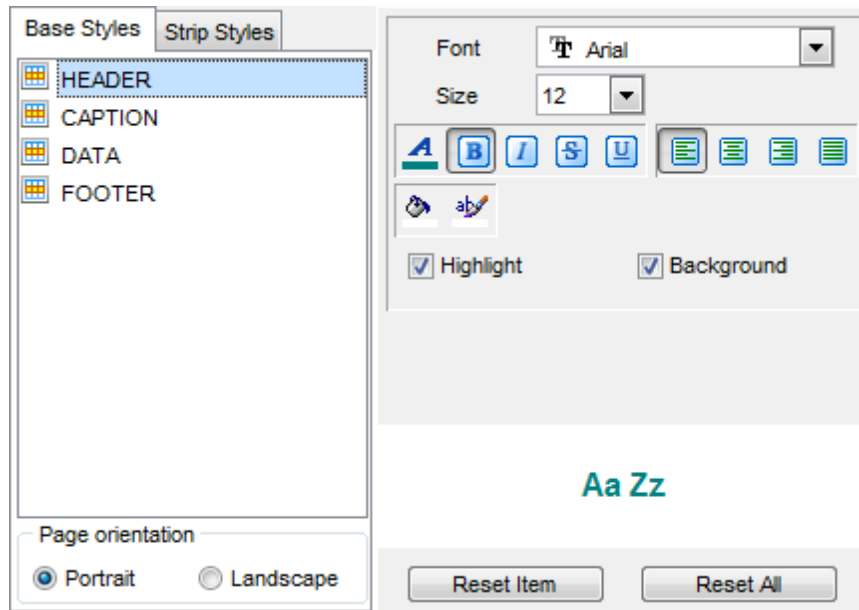 Base Styles
Strip Styles
HEADER
CAPTION
DATA
FOOTER
Page orientation
Portrait
Landscape
Font
Arial
Size
12
A B I S U
ab
Highlight
Background
Aa Zz
Reset Item
Reset All